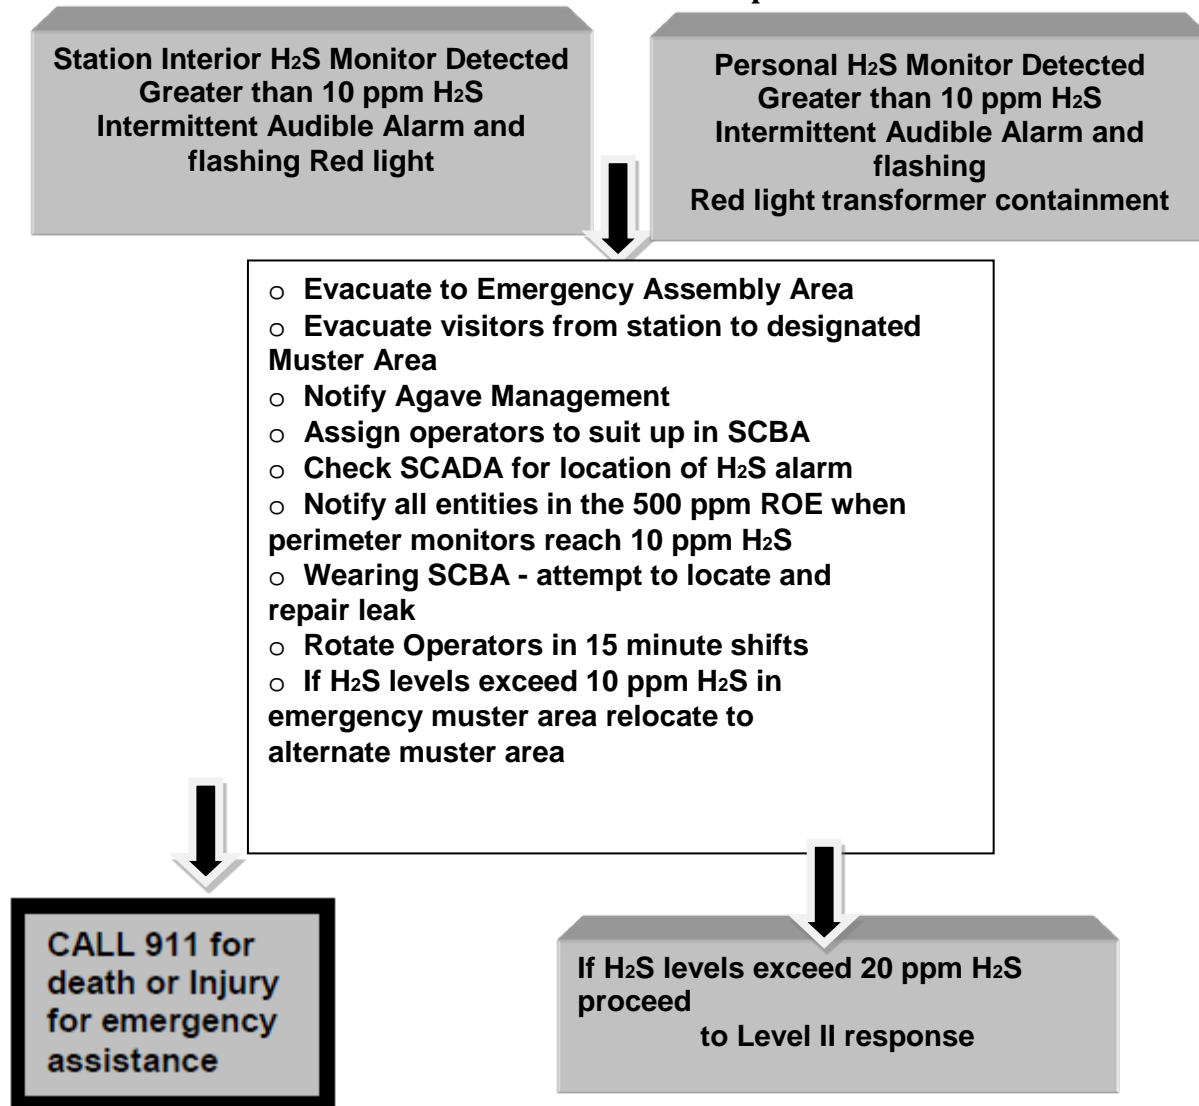 Station Interior H2S Monitor Detected
Greater than 10 ppm H2S
Intermittent Audible Alarm and
flashing Red light
Personal H2S Monitor Detected
Greater than 10 ppm H2S
Intermittent Audible Alarm and
flashing
Red light transformer containment
o Evacuate to Emergency Assembly Area
o Evacuate visitors from station to designated
Muster Area
o Notify Agave Management
o Assign operators to suit up in SCBA
o Check SCADA for location of H2S alarm
o Notify all entities in the 500 ppm ROE when
perimeter monitors reach 10 ppm H2S
o Wearing SCBA - attempt to locate and
repair leak
o Rotate Operators in 15 minute shifts
o If H2S levels exceed 10 ppm H2S in
emergency muster area relocate to
alternate muster area
CALL 911 for
death or Injury
for emergency
assistance
If H2S levels exceed 20 ppm H2S
proceed
to Level II response